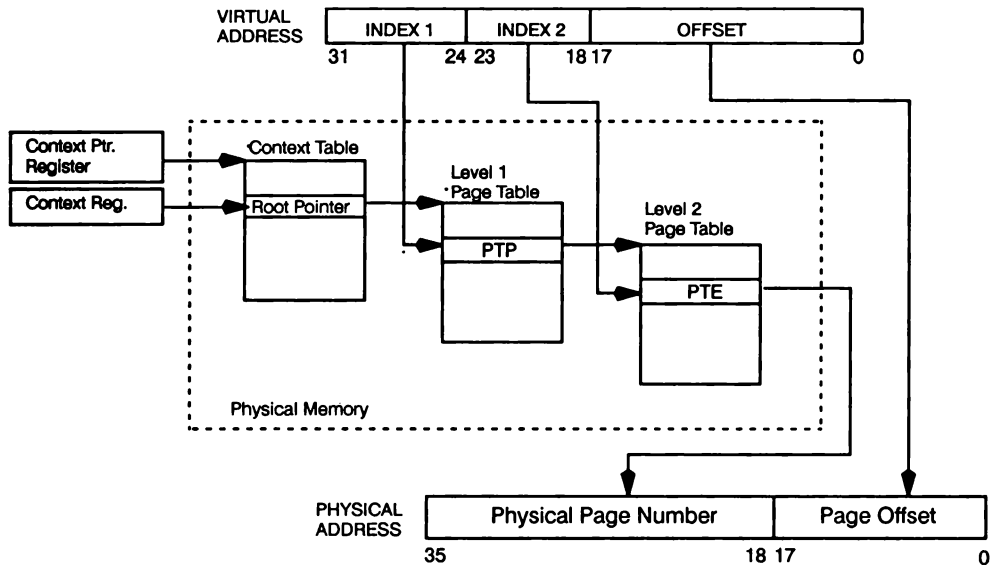 VIRTUAL
ADDRESS
INDEX 1 INDEX 2 OFFSET
31 24 23 18 17 0
Context Ptr.
Register
Context Reg.
Context Table
Root Pointer
Level 1
Page Table
PTP
Level 2
Page Table
PTE
Physical Memory
PHYSICAL
ADDRESS
Physical Page Number Page Offset
35 18 17 0